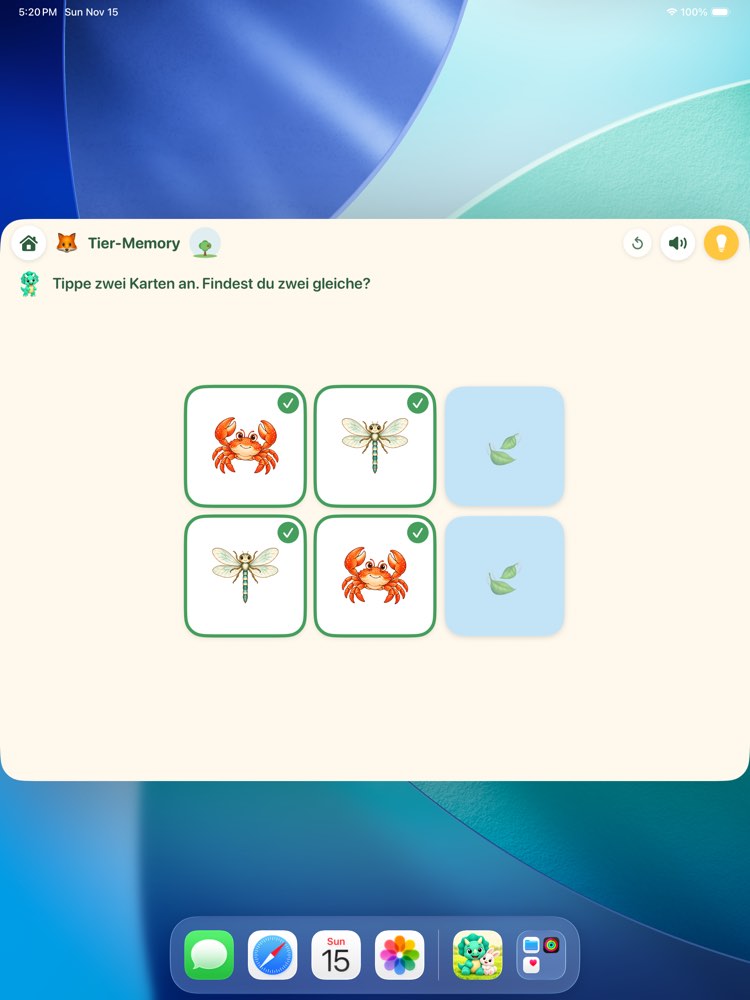 5:20 PM Sun Nov 15
100%
Tier-Memory
Tippe zwei Karten an. Findest du zwei gleiche?
Sun
15